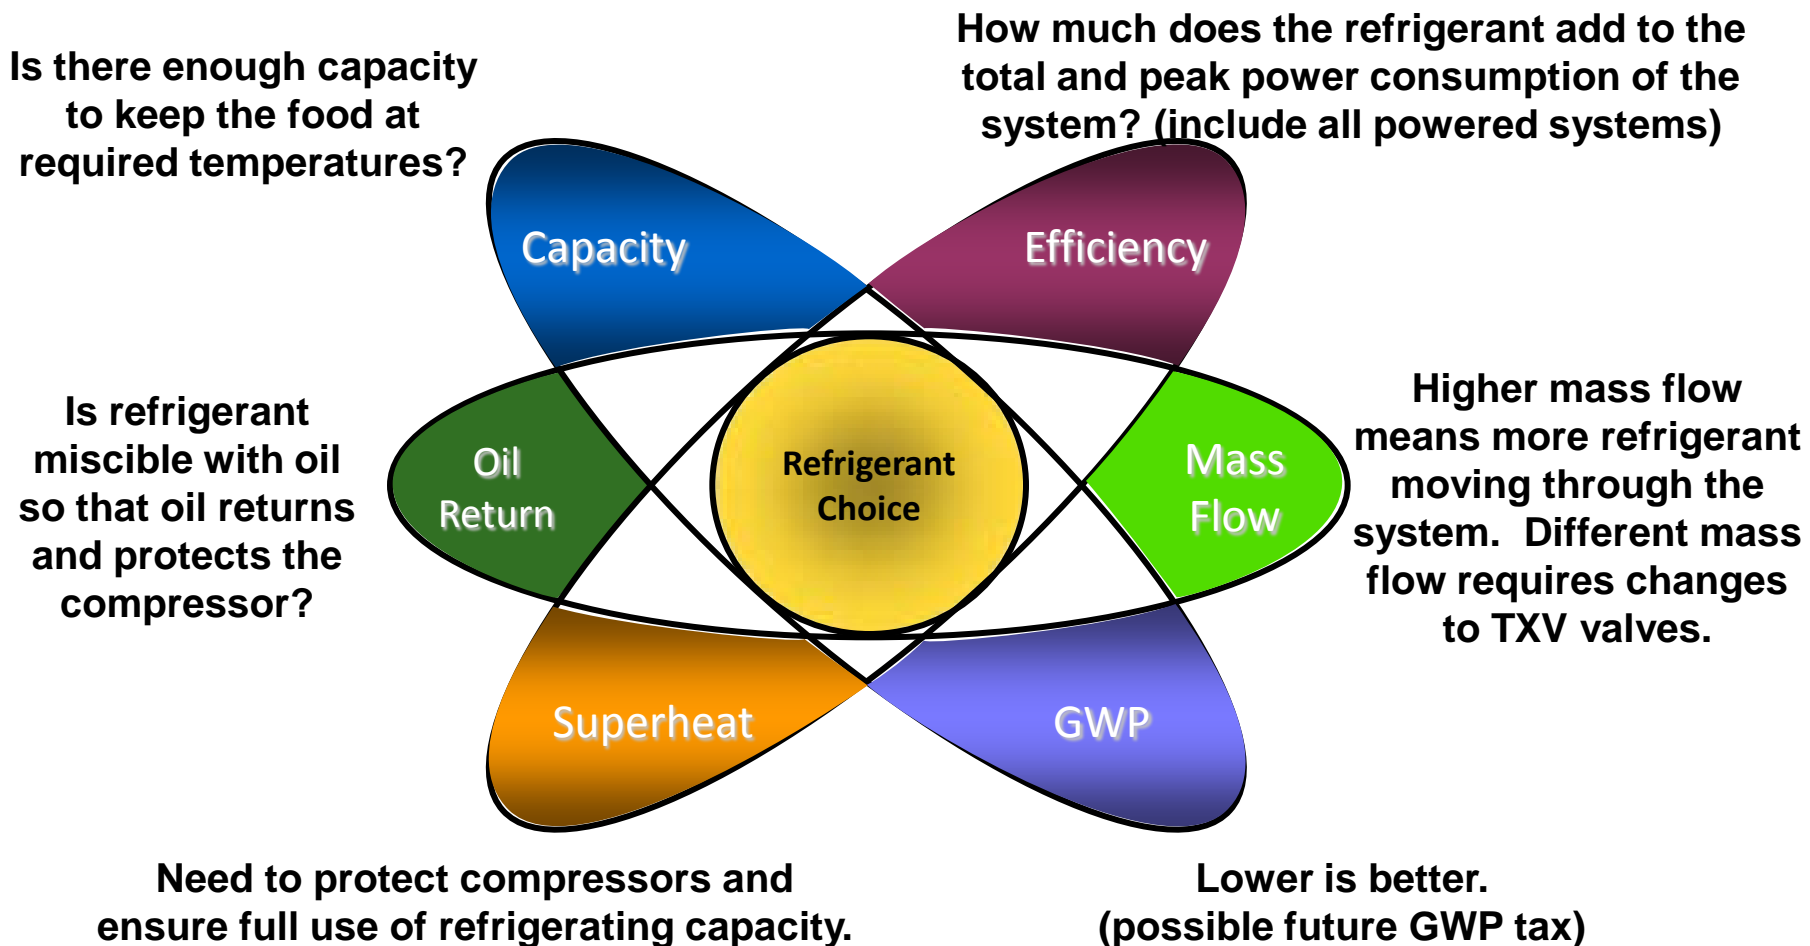 Is there enough capacity
to keep the food at
required temperatures?
How much does the refrigerant add to the
total and peak power consumption of the
system? (include all powered systems)
Capacity
Efficiency
Is refrigerant
miscible with oil
so that oil returns
and protects the
compressor?
Oil
Return
Refrigerant
Choice
Mass
Flow
Higher mass flow
means more refrigerant
moving through the
system.  Different mass
flow requires changes
to TXV valves.
Superheat
GWP
Need to protect compressors and
ensure full use of refrigerating capacity.
Lower is better.
(possible future GWP tax)